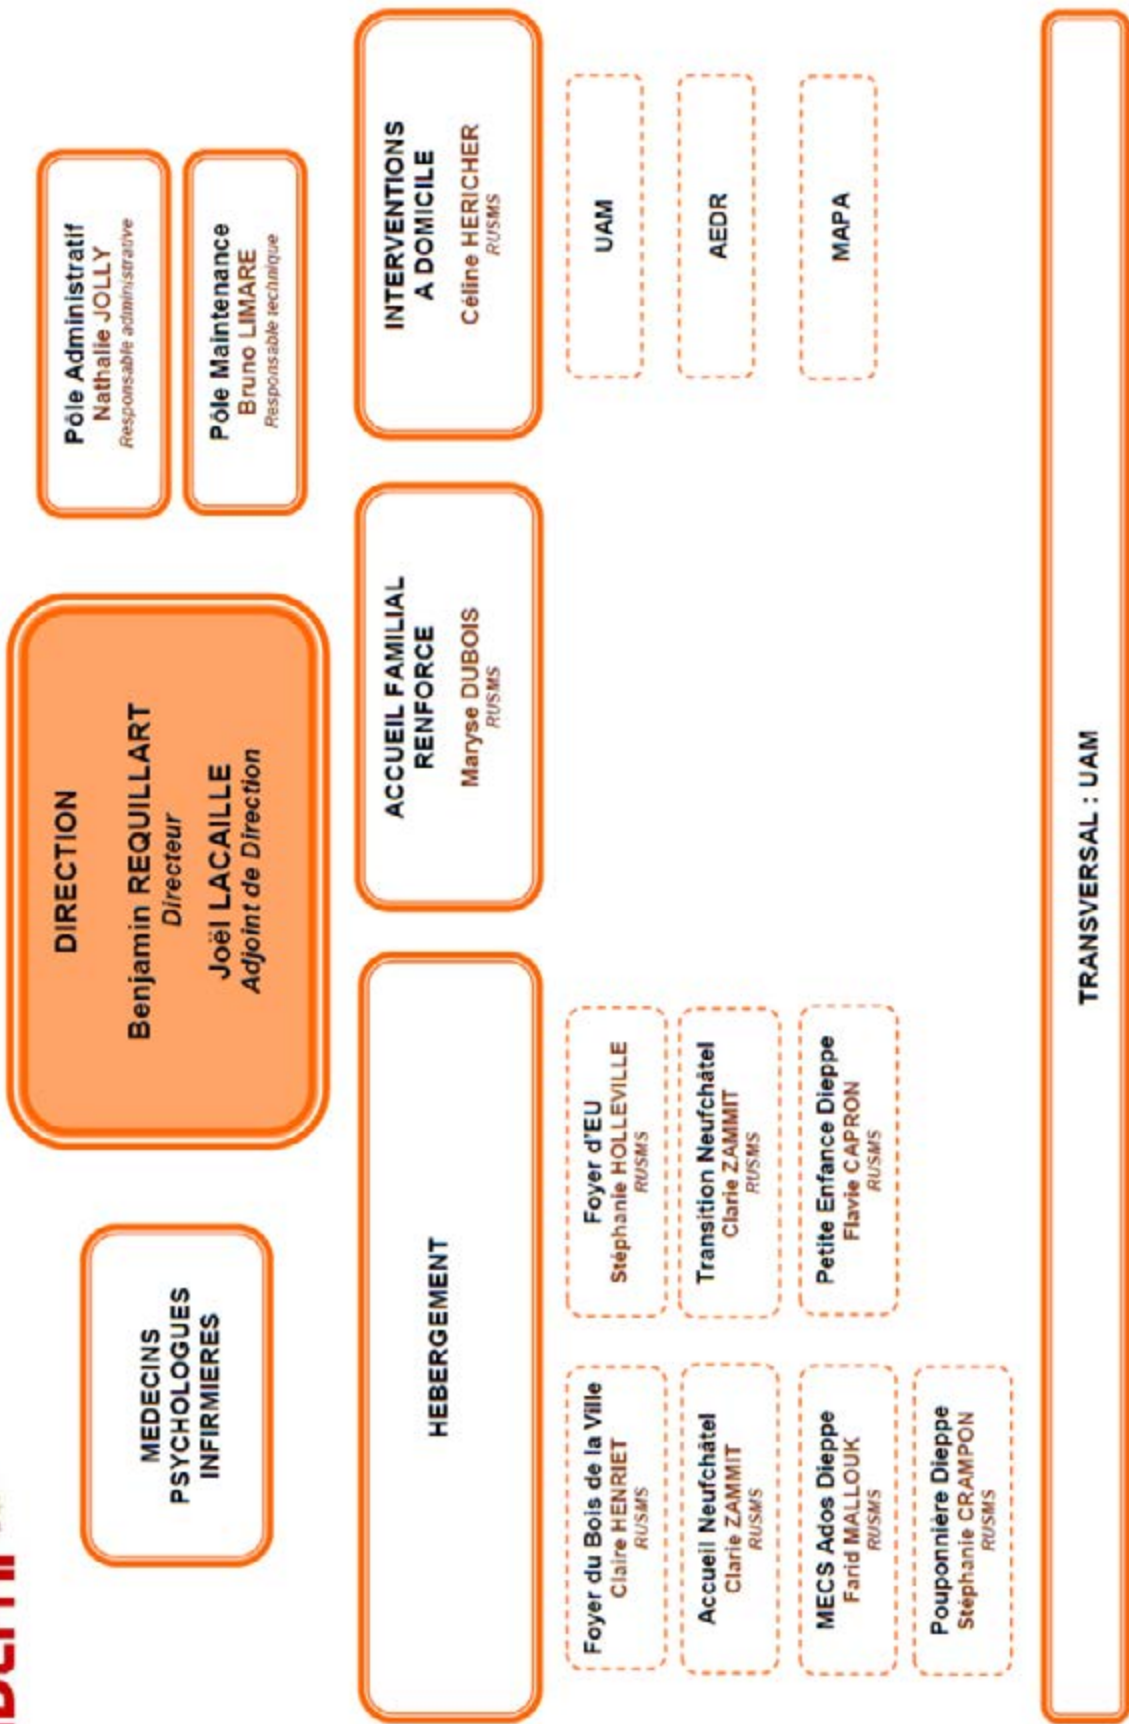 DIRECTION
Benjamin REQUILLART
Directeur
Joël LACAILLE
Adjoint de Direction
MEDECINS
PSYCHOLOGUES
INFIRMIERES
Pôle Administratif
Nathalie JOLLY
Responsable administrative
Pôle Maintenance
Bruno LIMARE
Responsable technique
HEBERGEMENT
ACCUEIL FAMILIAL
RENFORCE
Maryse DUBOIS
RUSMS
INTERVENTIONS
A DOMICILE
Céline HERICHER
RUSMS
Foyer du Bois de la Ville
Claire HENRIET
RUSMS
Foyer d'EU
Stéphanie HOLLEVILLE
RUSMS
UAM
Accueil Neufchâtel
Clarie ZAMMIT
RUSMS
Transition Neufchâtel
Clarie ZAMMIT
RUSMS
AEDR
MECS Ados Dieppe
Farid MALLOUK
RUSMS
Petite Enfance Dieppe
Flavie CAPRON
RUSMS
MAPA
Pouponnière Dieppe
Stéphanie CRAMPON
RUSMS
TRANSVERSAL : UAM